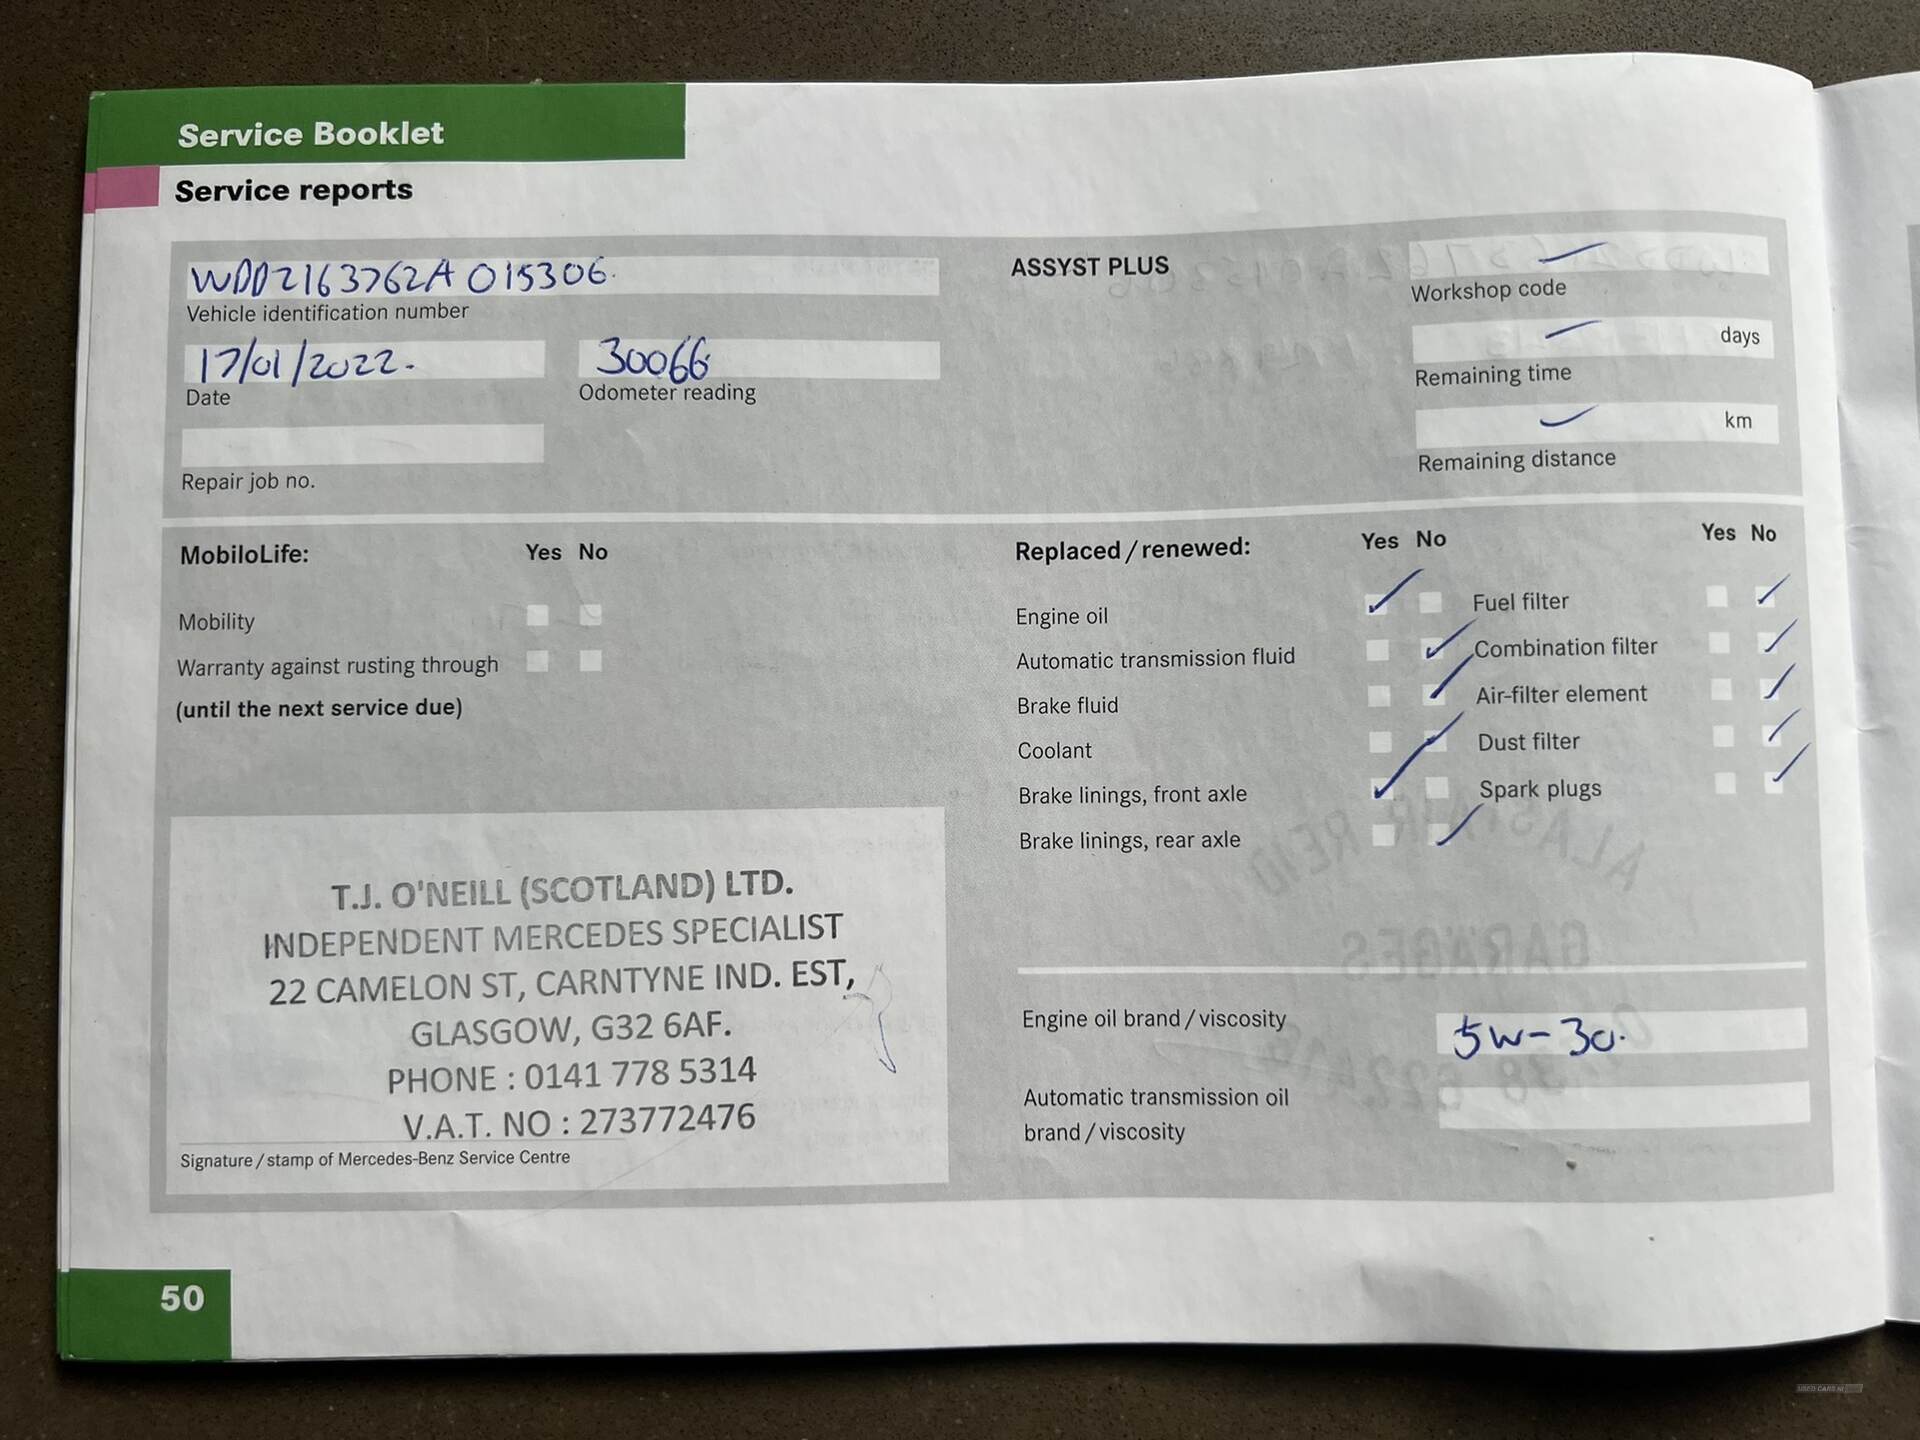 Service Booklet
Service reports
WDD2163762A 015306.
Vehicle identification number
17/01/2022.
30066
Date
Odometer reading
Repair job no.
ASSYST PLUS
Workshop code
days
Remaining time
km
Remaining distance
MobiloLife: Yes No
Mobility
Warranty against rusting through
(until the next service due)
Replaced / renewed: Yes No
Engine oil
Automatic transmission fluid
Brake fluid
Coolant
Brake linings, front axle
Brake linings, rear axle
Yes No
Fuel filter
Combination filter
Air-filter element
Dust filter
Spark plugs
T.J. O'NEILL (SCOTLAND) LTD.
INDEPENDENT MERCEDES SPECIALIST
22 CAMELON ST, CARNTYNE IND. EST,
GLASGOW, G32 6AF.
PHONE : 0141 778 5314
V.A.T. NO : 273772476
Signature / stamp of Mercedes-Benz Service Centre
Engine oil brand / viscosity
5W-30.
Automatic transmission oil
brand / viscosity
50
USED CARS NI